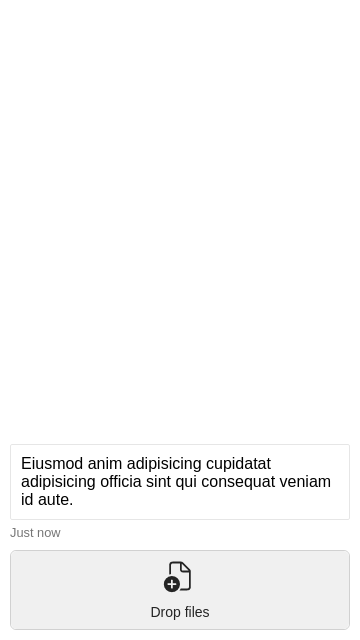 Eiusmod anim adipisicing cupidatat
adipisicing officia sint qui consequat veniam
id aute.
Just now
Drop files